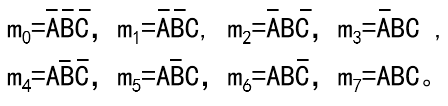 m₀=A̅B̅C̅, m₁=A̅B̅C, m₂=A̅BC̅, m₃=A̅BC ,
m₄=AB̅C̅, m₅=AB̅C, m₆=ABC̅, m₇=ABC。